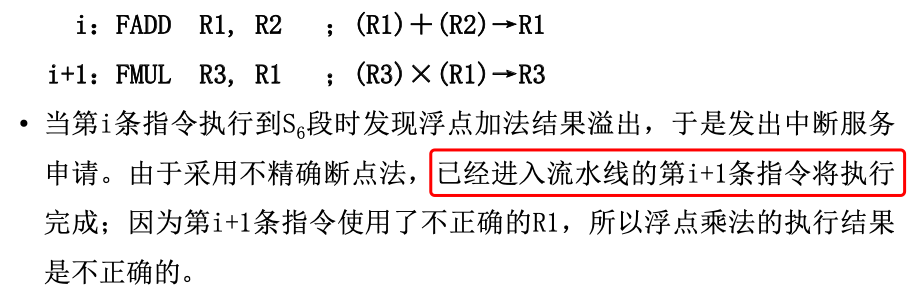 i: FADD R1, R2 ; (R1)＋(R2)→R1
i+1: FMUL R3, R1 ; (R3)×(R1)→R3
• 当第i条指令执行到S₆段时发现浮点加法结果溢出，于是发出中断服务
申请。由于采用不精确断点法，已经进入流水线的第i+1条指令将执行
完成；因为第i+1条指令使用了不正确的R1，所以浮点乘法的执行结果
是不正确的。